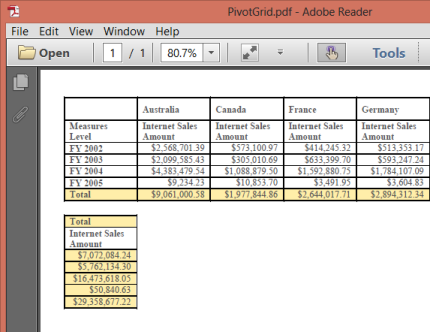 PivotGrid.pdf - Adobe Reader
File Edit View Window Help
Open 1 / 1 80.7% Tools
Australia Canada France Germany
Measures Level Internet Sales Amount Internet Sales Amount Internet Sales Amount Internet Sales Amount
FY 2002 $2,568,701.39 $573,100.97 $414,245.32 $513,353.17
FY 2003 $2,099,585.43 $305,010.69 $633,399.70 $593,247.24
FY 2004 $4,383,479.54 $1,088,879.50 $1,592,880.75 $1,784,107.09
FY 2005 $9,234.23 $10,853.70 $3,491.95 $3,604.83
Total $9,061,000.58 $1,977,844.86 $2,644,017.71 $2,894,312.34
Total
Internet Sales
Amount
$7,072,084.24
$5,762,134.30
$16,473,618.05
$50,840.63
$29,358,677.22